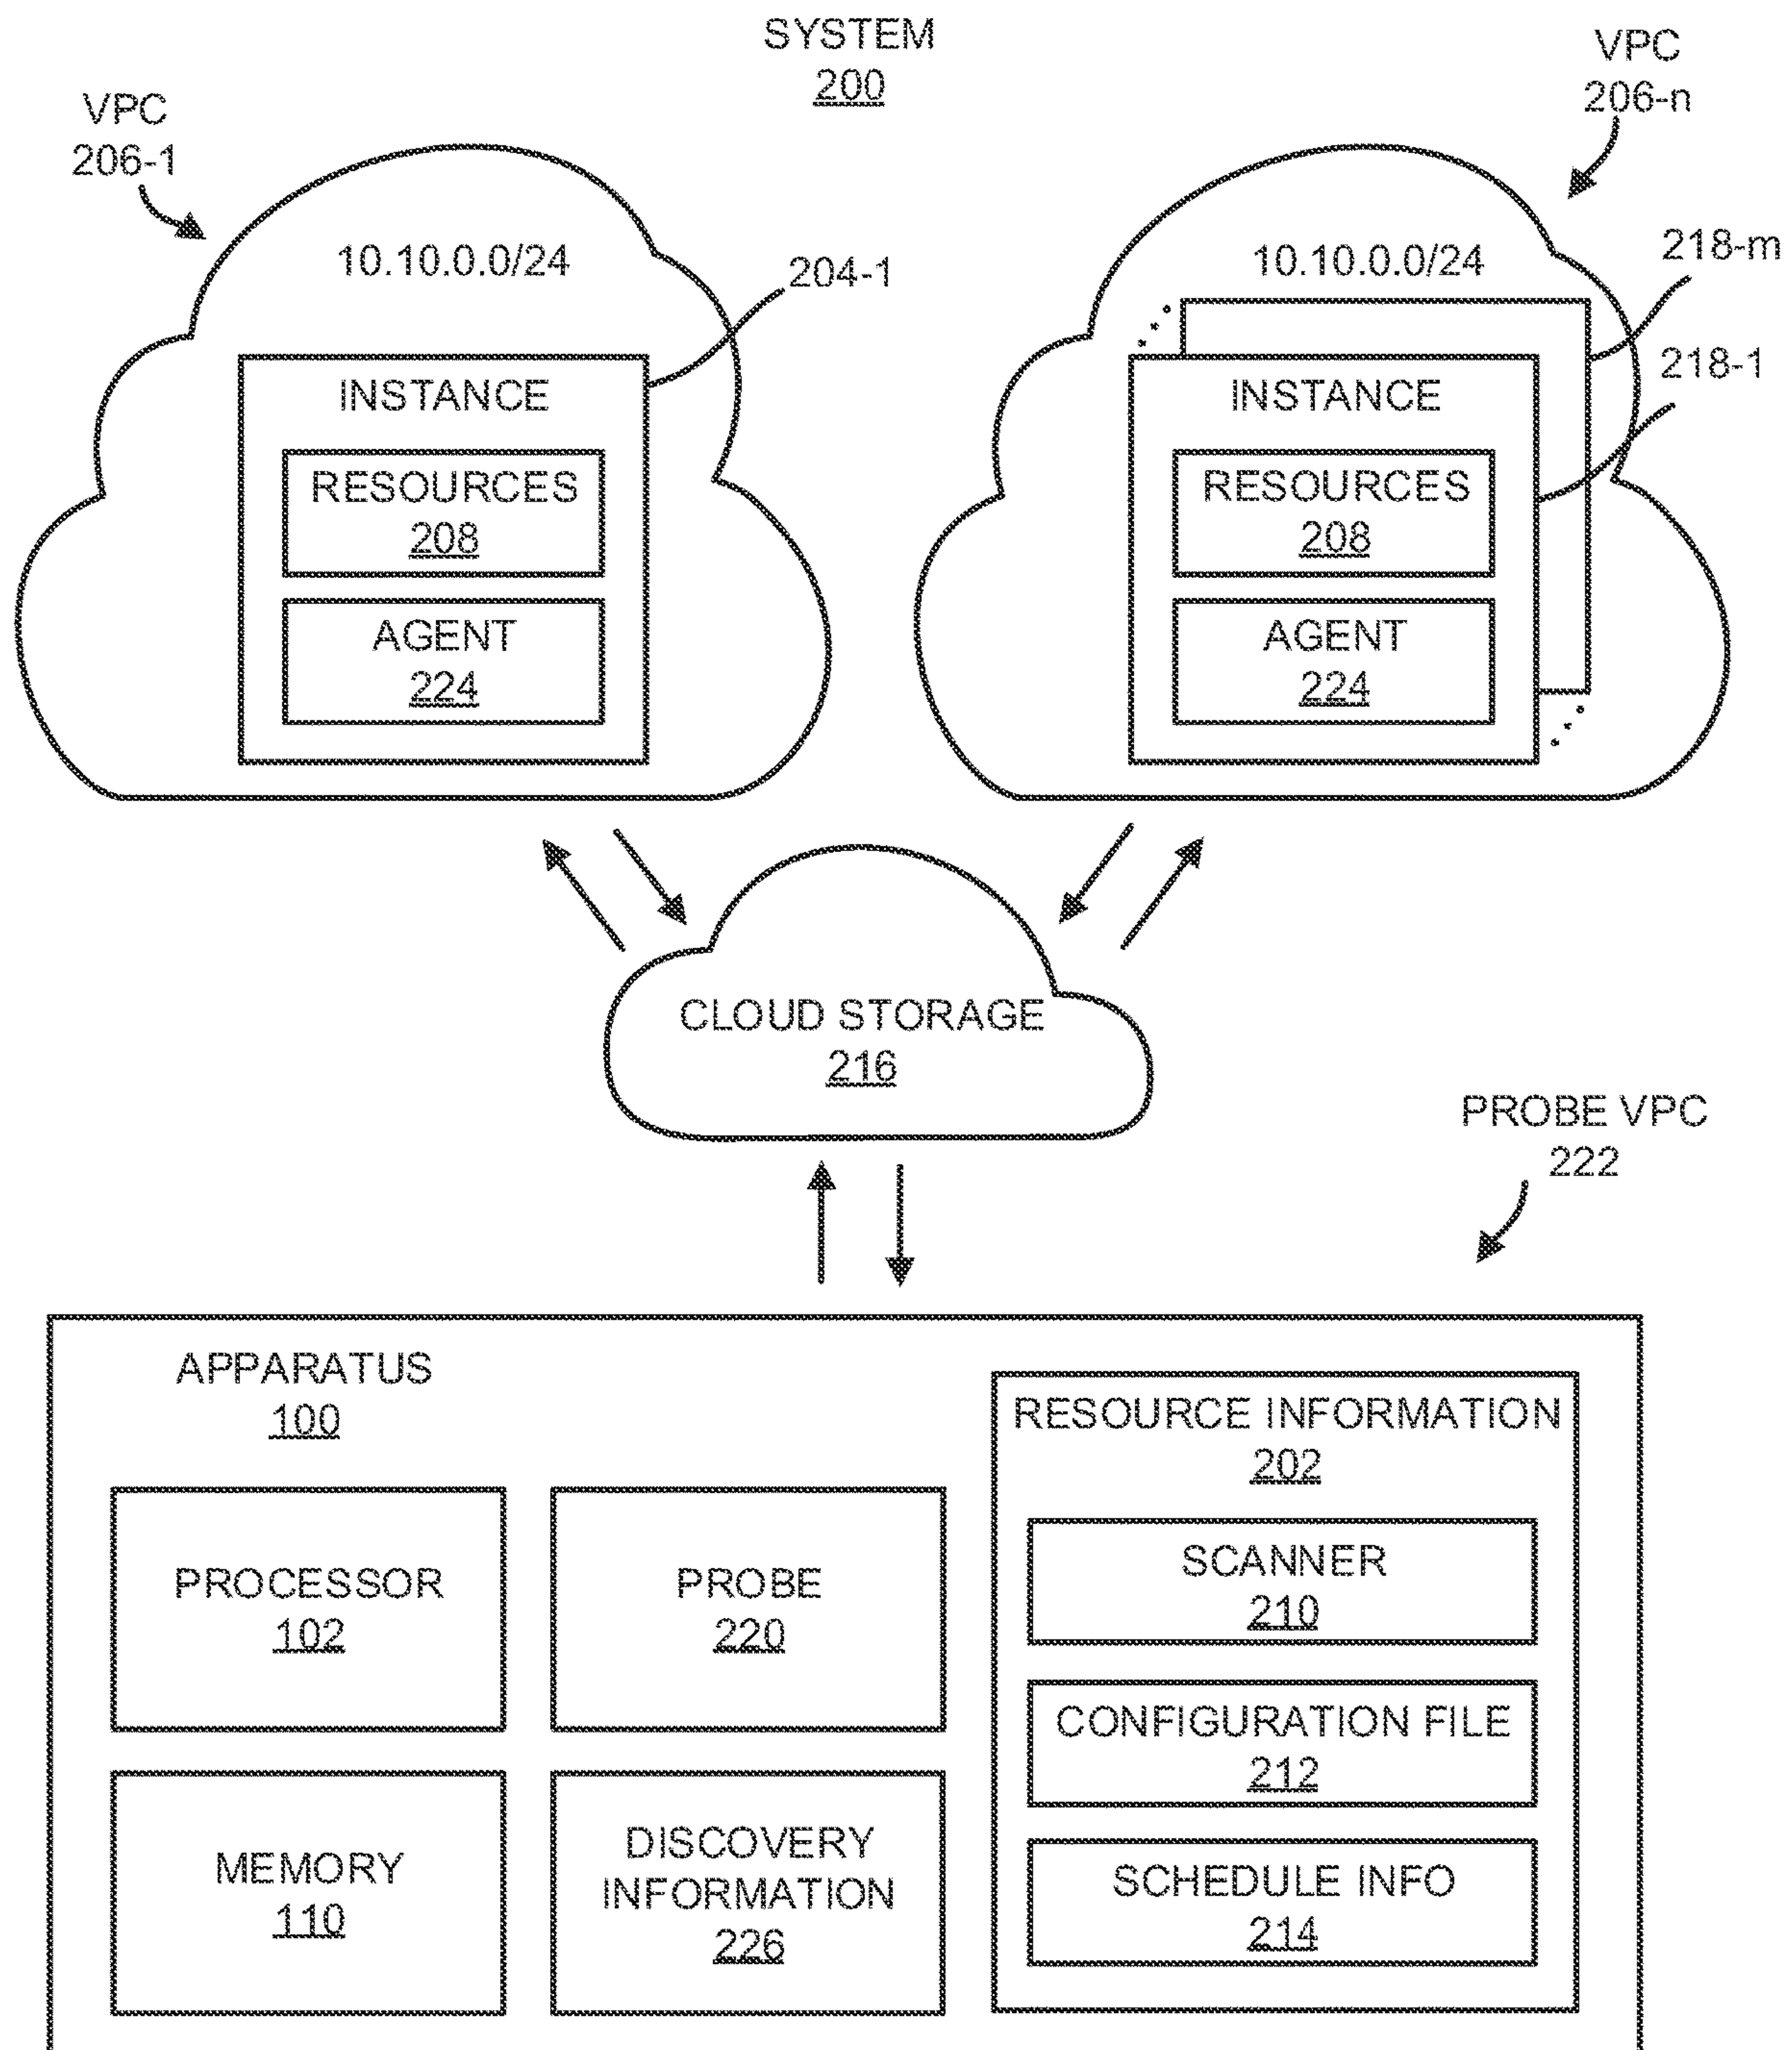 SYSTEM
200
VPC
206-1
VPC
206-n
10.10.0.0/24
204-1
INSTANCE
RESOURCES
208
AGENT
224
10.10.0.0/24
218-m
218-1
INSTANCE
RESOURCES
208
AGENT
224
CLOUD STORAGE
216
PROBE VPC
222
APPARATUS
100
PROCESSOR
102
PROBE
220
MEMORY
110
DISCOVERY
INFORMATION
226
RESOURCE INFORMATION
202
SCANNER
210
CONFIGURATION FILE
212
SCHEDULE INFO
214